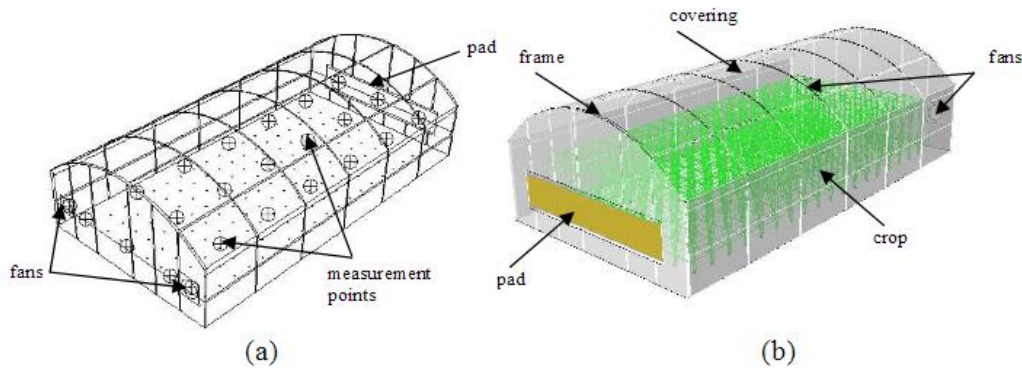 pad
fans
measurement
points
(a)
covering
frame
fans
crop
pad
(b)